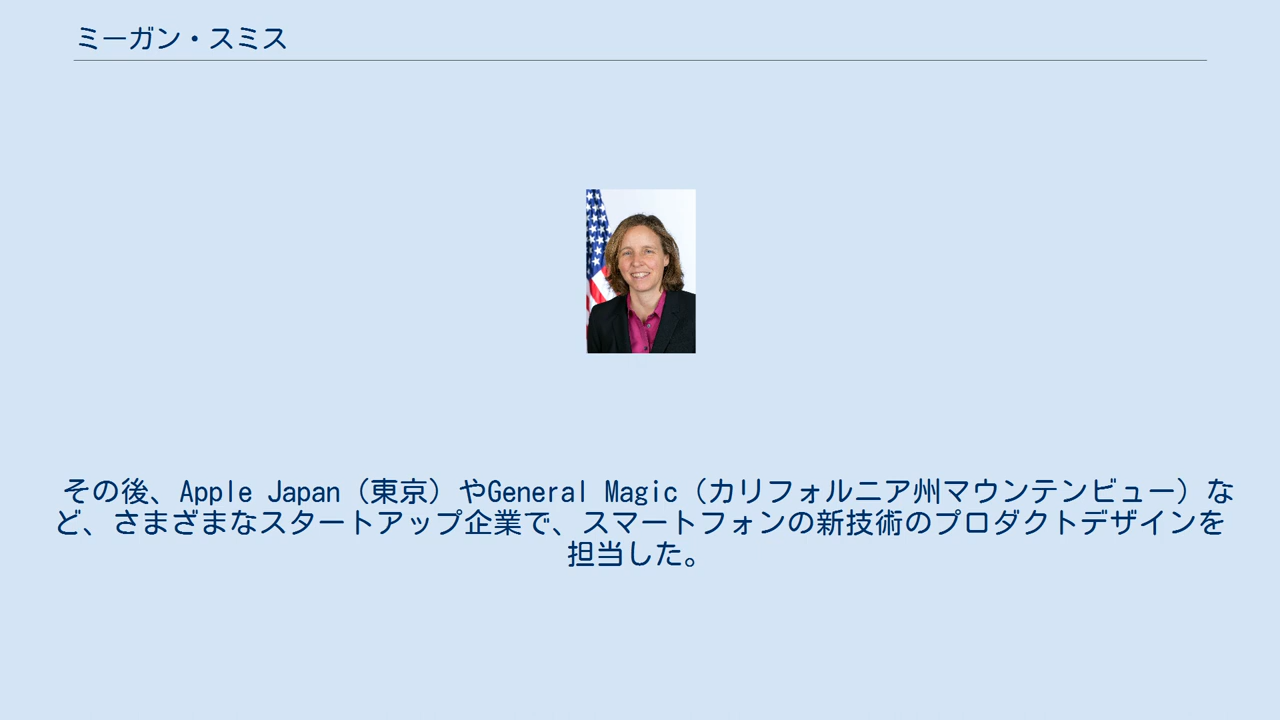 ミーガン・スミス
その後、Apple Japan（東京）やGeneral Magic（カリフォルニア州マウンテンビュー）な
ど、さまざまなスタートアップ企業で、スマートフォンの新技術のプロダクトデザインを
担当した。